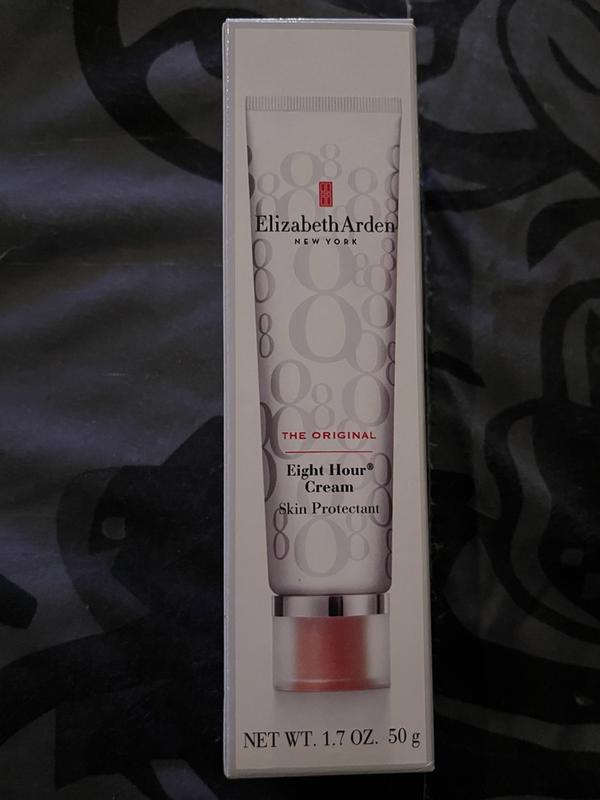 ElizabethArden
NEW YORK
THE ORIGINAL
Eight Hour®
Cream
Skin Protectant
NET WT. 1.7 OZ. 50 g